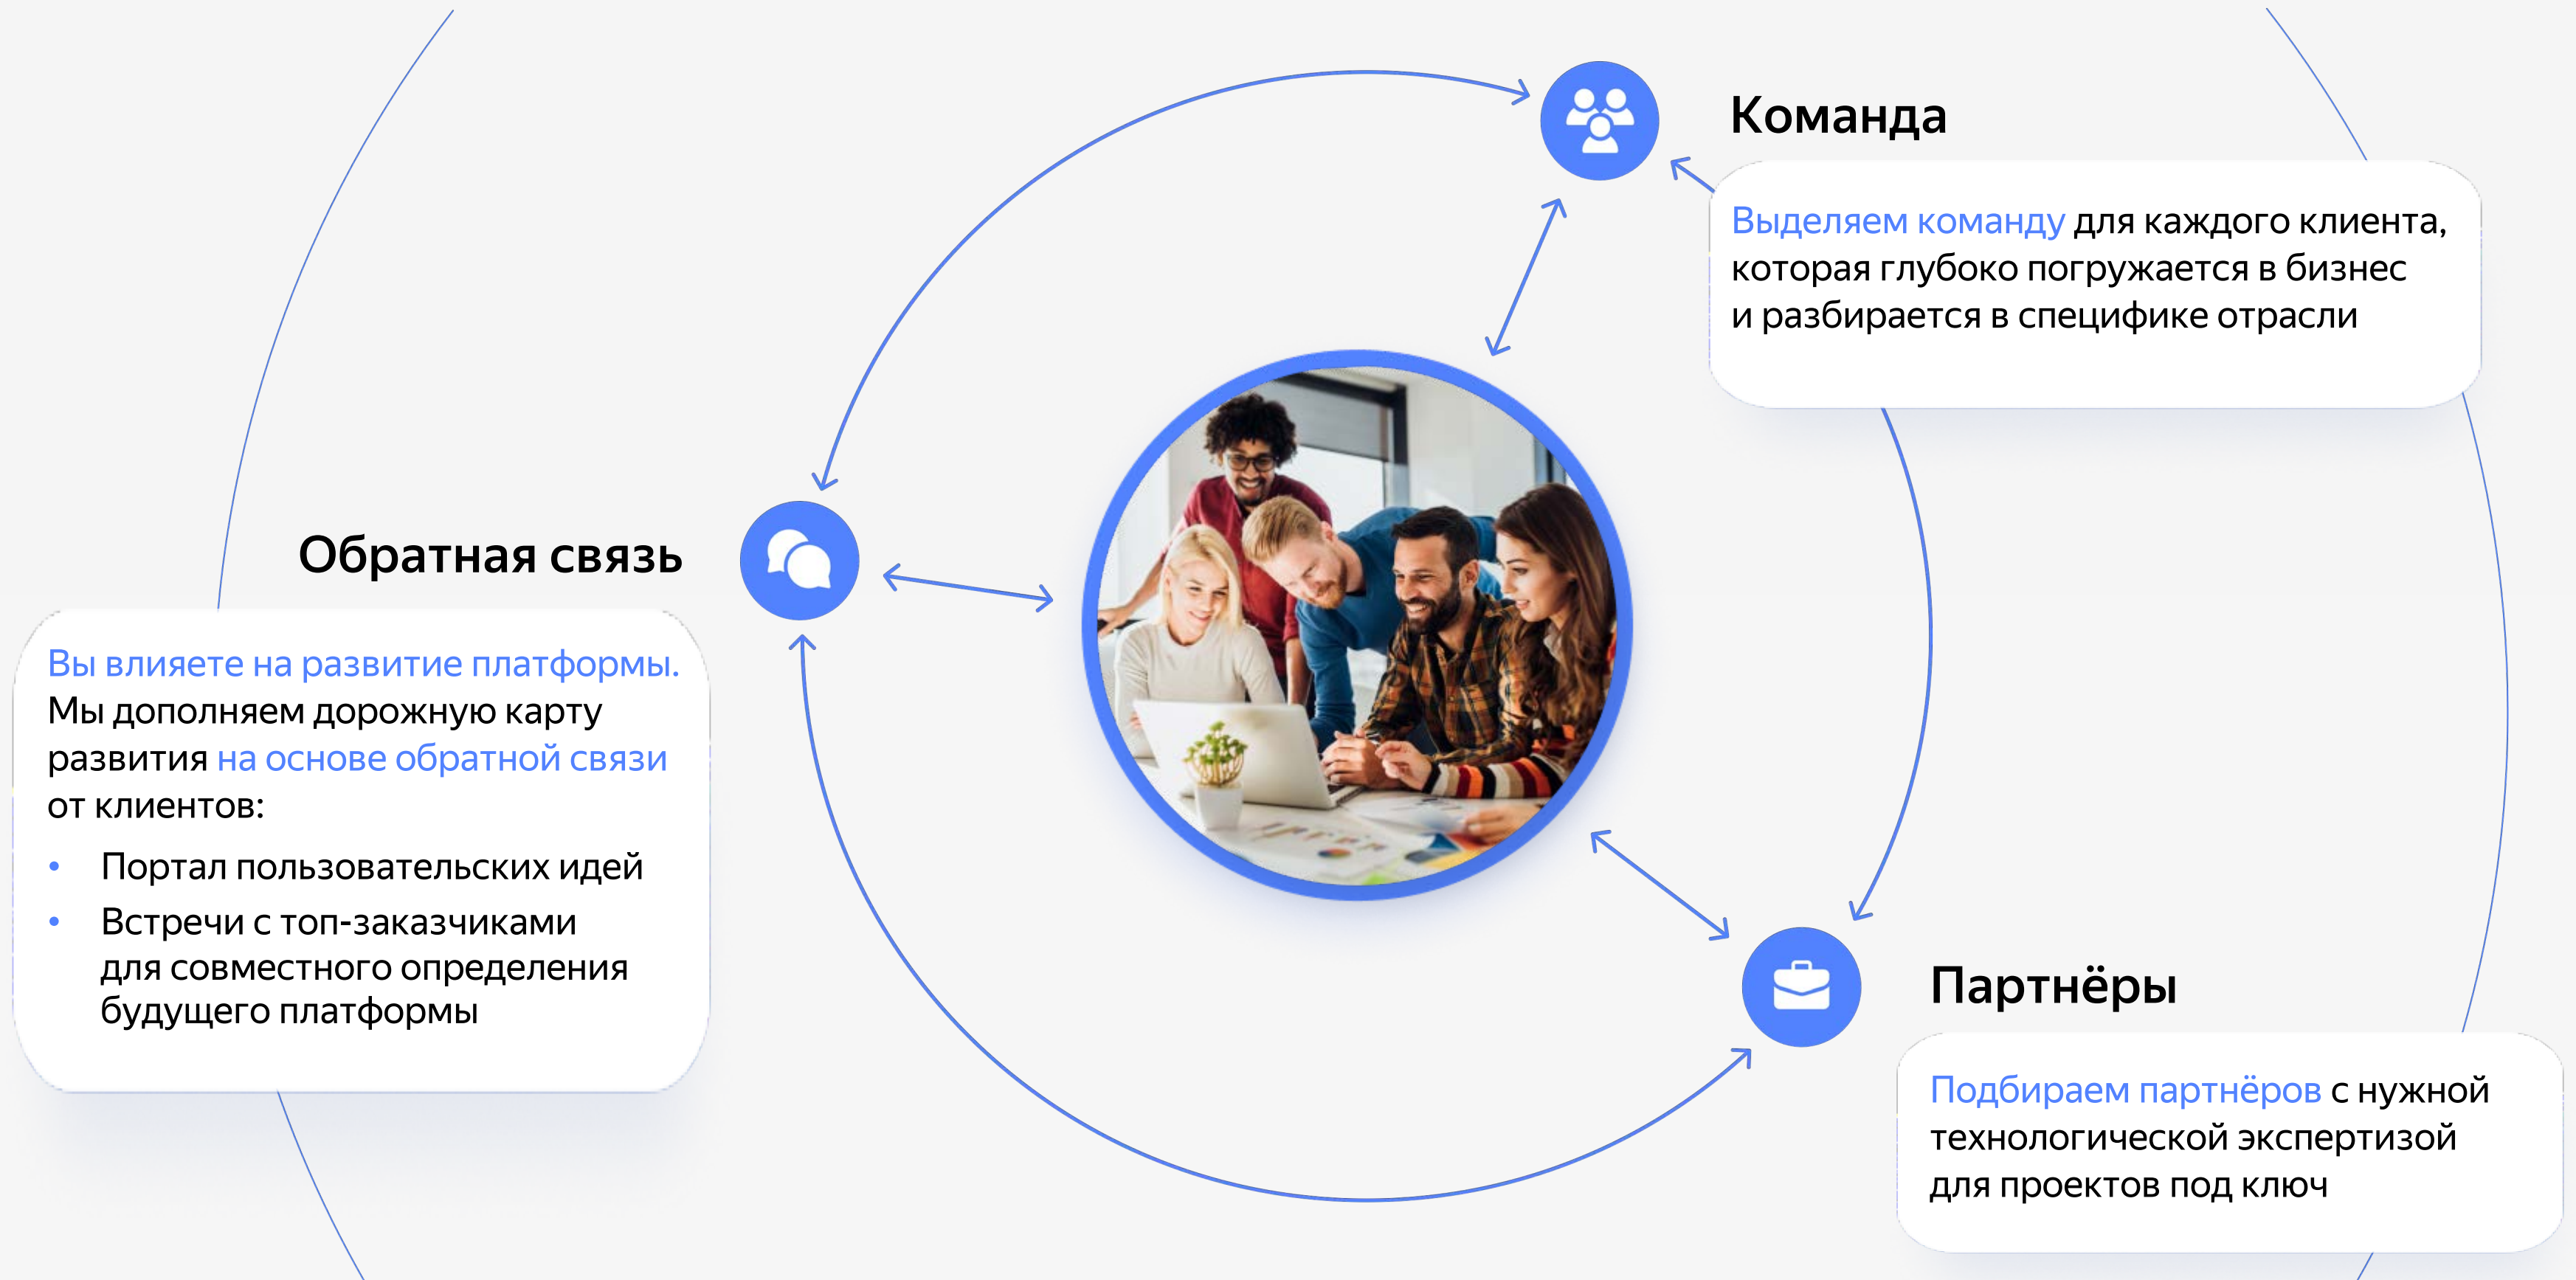 Команда
Выделяем команду для каждого клиента,
которая глубоко погружается в бизнес
и разбирается в специфике отрасли
Обратная связь
Вы влияете на развитие платформы.
Мы дополняем дорожную карту
развития на основе обратной связи
от клиентов:
• Портал пользовательских идей
• Встречи с топ-заказчиками
для совместного определения
будущего платформы
Партнёры
Подбираем партнёров с нужной
технологической экспертизой
для проектов под ключ